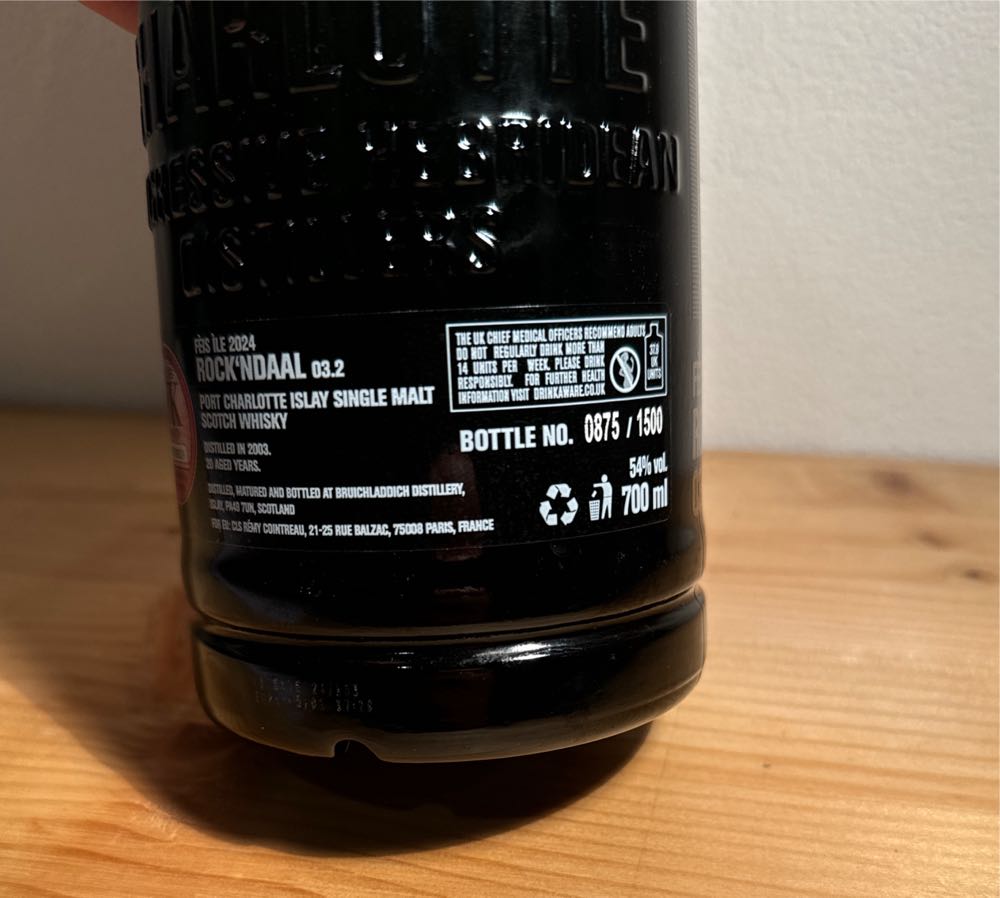 HARLOTTE
RESSIVE HEBRIDEAN
DISTILLERS
FÈIS ÌLE 2024
ROCK'NDAAL 03.2
PORT CHARLOTTE ISLAY SINGLE MALT
SCOTCH WHISKY
DISTILLED IN 2003.
20 AGED YEARS.
DISTILLED, MATURED AND BOTTLED AT BRUICHLADDICH DISTILLERY,
ISLAY, PA49 7UN, SCOTLAND
FOR EU: CLS RÉMY COINTREAU, 21-25 RUE BALZAC, 75008 PARIS, FRANCE
THE UK CHIEF MEDICAL OFFICERS RECOMMEND ADULTS
DO NOT REGULARLY DRINK MORE THAN
14 UNITS PER WEEK. PLEASE DRINK
RESPONSIBLY. FOR FURTHER HEALTH
INFORMATION VISIT DRINKAWARE.CO.UK
37.8
UK
UNITS
BOTTLE NO. 0875 / 1500
54% vol.
700 ml